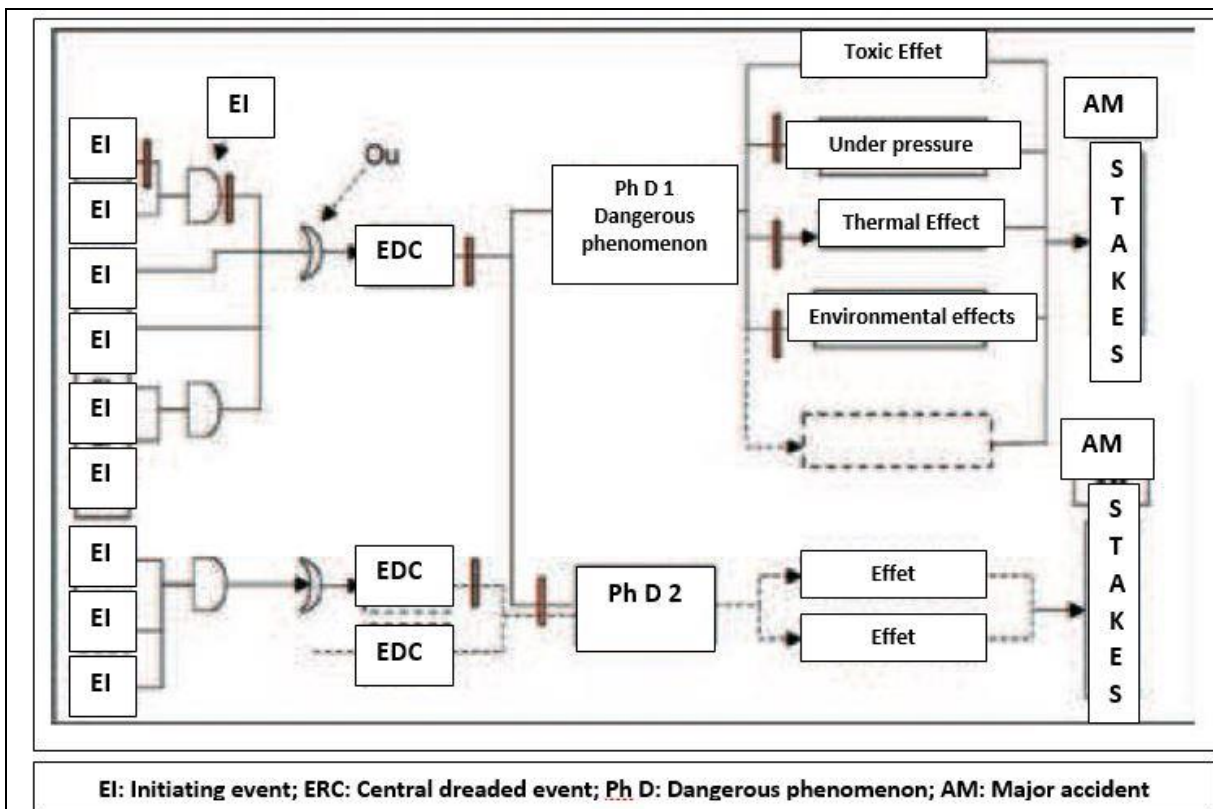 EI
EI
EI
EI
EI
EI
EI
EI
EI
EI
Ou
EDC
EDC
EDC
Ph D 1
Dangerous
phenomenon
Ph D 2
Toxic Effet
Under pressure
Thermal Effect
Environmental effects
Effet
Effet
AM
S
T
A
K
E
S
AM
S
T
A
K
E
S
EI: Initiating event; ERC: Central dreaded event; Ph D: Dangerous phenomenon; AM: Major accident